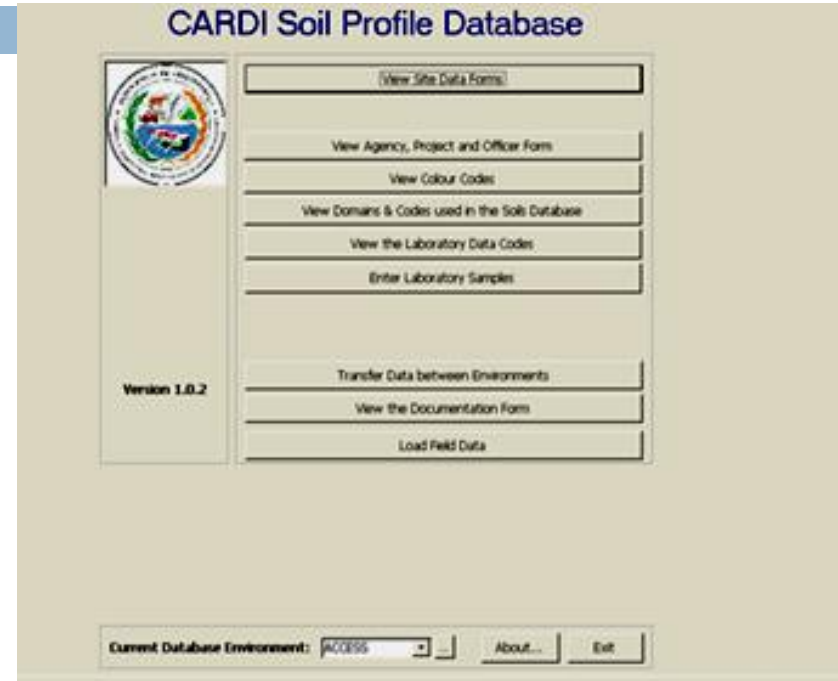 CARDI Soil Profile Database
View Site Data Forms
View Agency, Project and Officer Form
View Colour Codes
View Domains & Codes used in the Soils Database
View the Laboratory Data Codes
Enter Laboratory Samples
Version 1.0.2
Transfer Data between Environments
View the Documentation Form
Load Field Data
Current Database Environment: ACCESS ... About... Exit